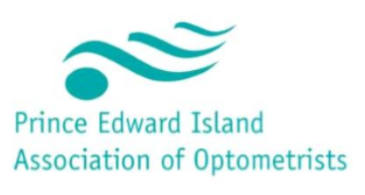 Prince Edward Island
Association of Optometrists